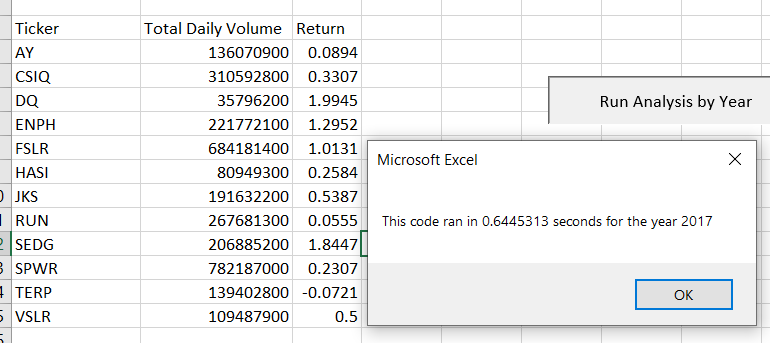 Ticker Total Daily Volume Return
AY 136070900 0.0894
CSIQ 310592800 0.3307
DQ 35796200 1.9945
ENPH 221772100 1.2952
FSLR 684181400 1.0131
HASI 80949300 0.2584
JKS 191632200 0.5387
RUN 267681300 0.0555
SEDG 206885200 1.8447
SPWR 782187000 0.2307
TERP 139402800 -0.0721
VSLR 109487900 0.5
Run Analysis by Year
Microsoft Excel
This code ran in 0.6445313 seconds for the year 2017
OK